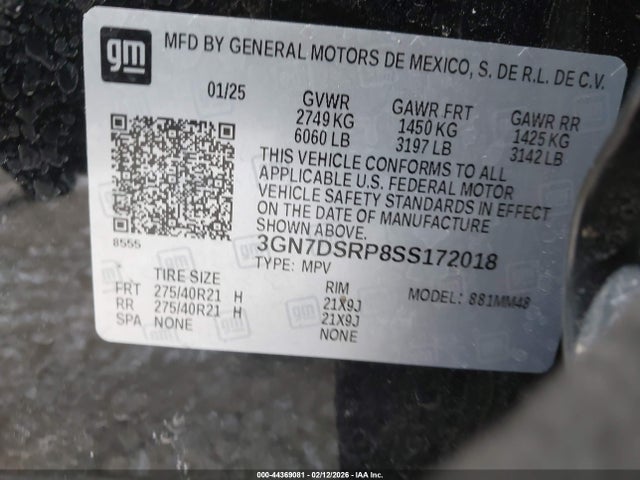 gm
MFD BY GENERAL MOTORS DE MEXICO, S. DE R.L. DE C.V.
01/25 GVWR GAWR FRT GAWR RR
2749 KG 1450 KG 1425 KG
6060 LB 3197 LB 3142 LB
THIS VEHICLE CONFORMS TO ALL
APPLICABLE U.S. FEDERAL MOTOR
VEHICLE SAFETY STANDARDS IN EFFECT
ON THE DATE OF MANUFACTURE
SHOWN ABOVE.
8555
3GN7DSRP8SS172018
TYPE: MPV
TIRE SIZE RIM MODEL: 881MM48
FRT 275/40R21 H 21X9J
RR 275/40R21 H 21X9J
SPA NONE NONE
000-44369081 - 02/12/2026 - IAA Inc.